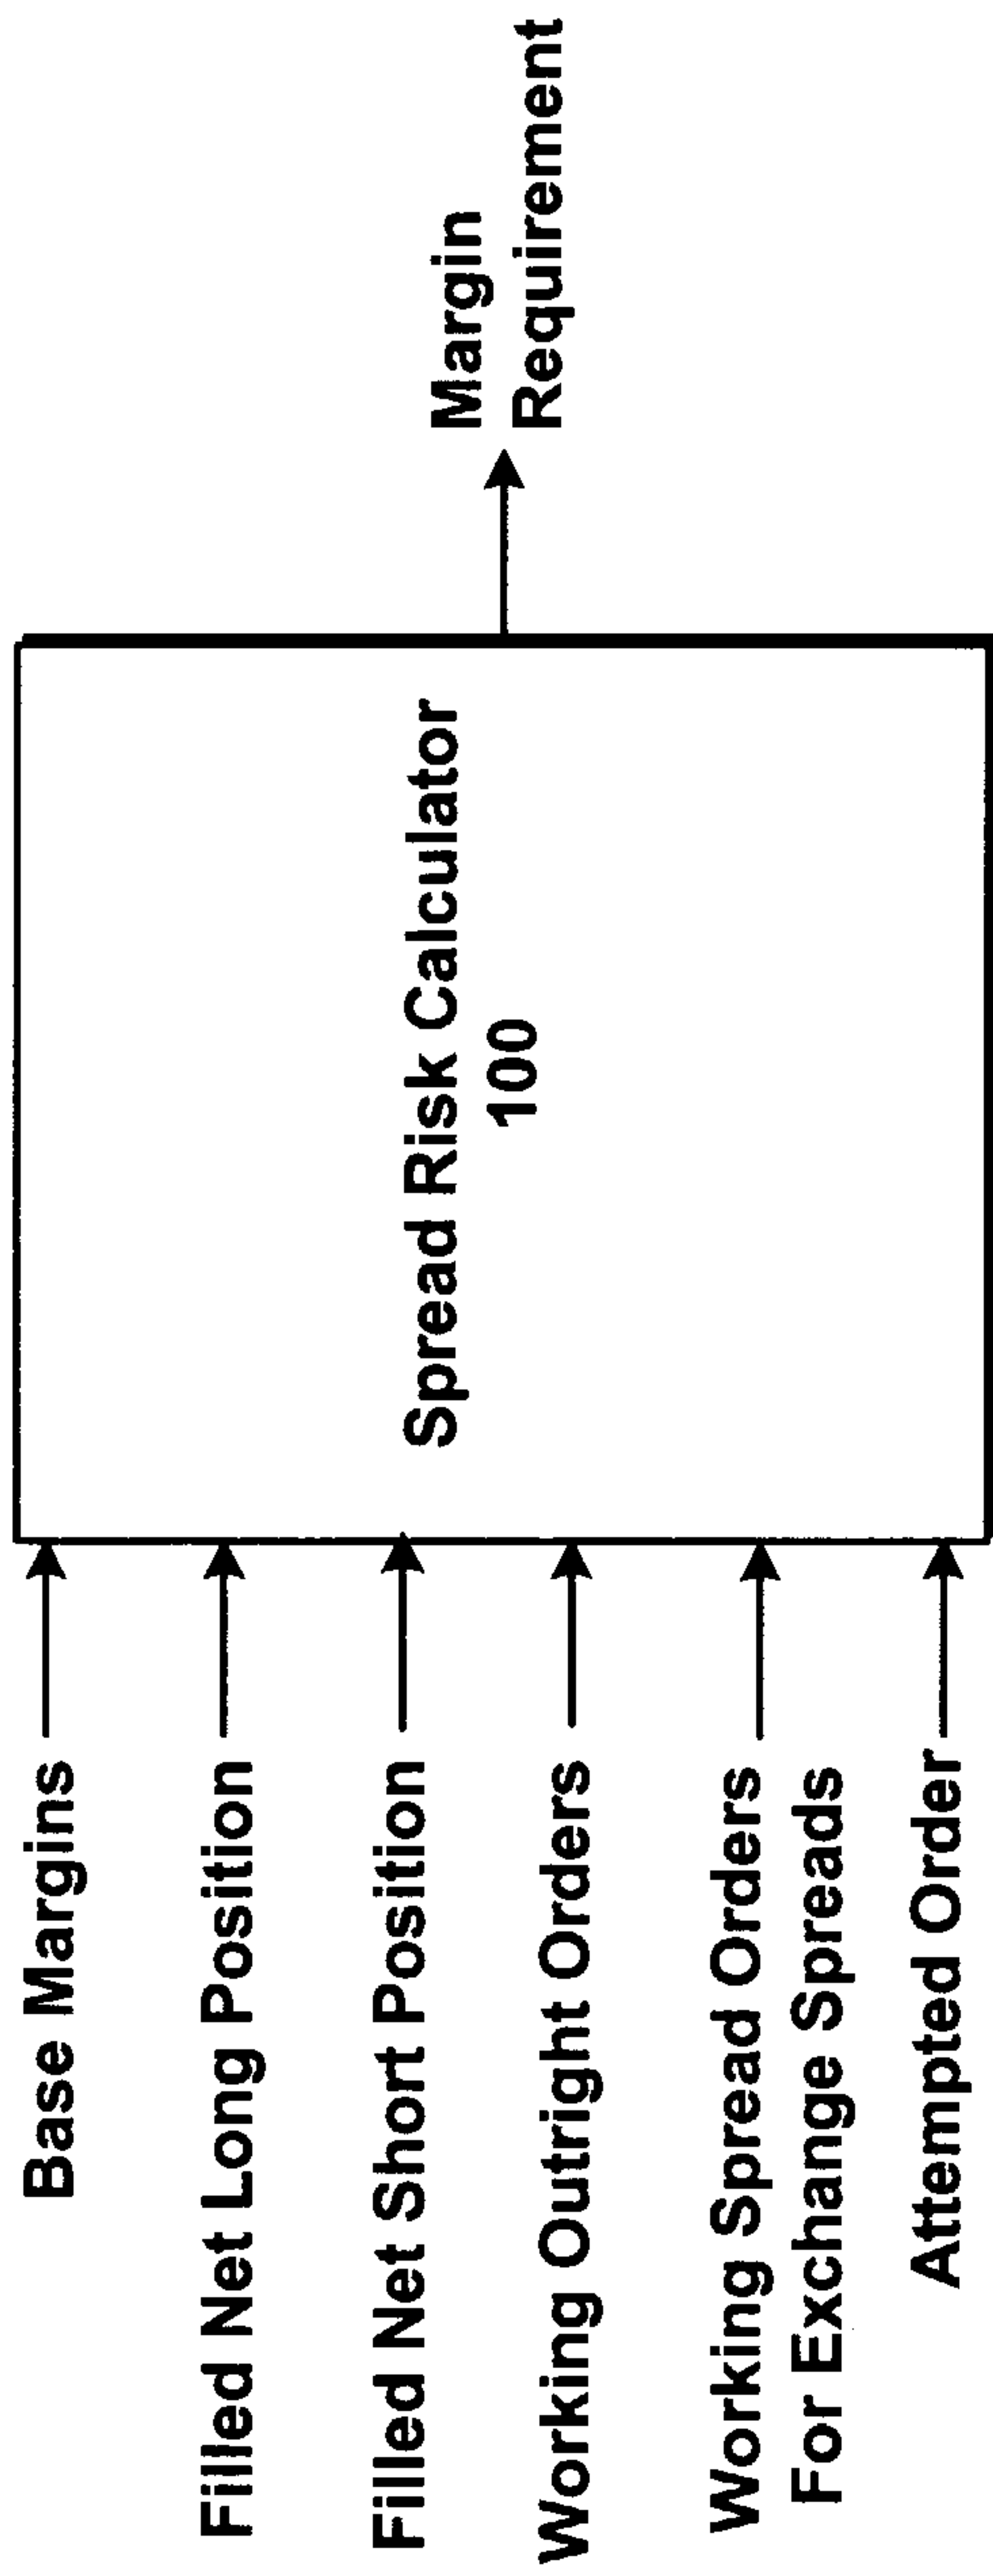 Base Margins
Filled Net Long Position
Filled Net Short Position
Working Outright Orders
Working Spread Orders
For Exchange Spreads
Attempted Order
Spread Risk Calculator
100
Margin
Requirement